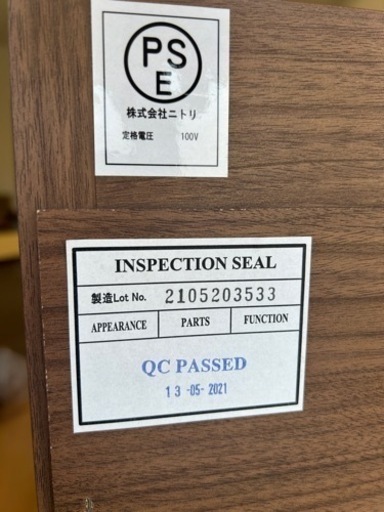 PS
E
株式会社ニトリ
定格電圧 100V
INSPECTION SEAL
製造Lot No. 2105203533
APPEARANCE PARTS FUNCTION
QC PASSED
13-05-2021